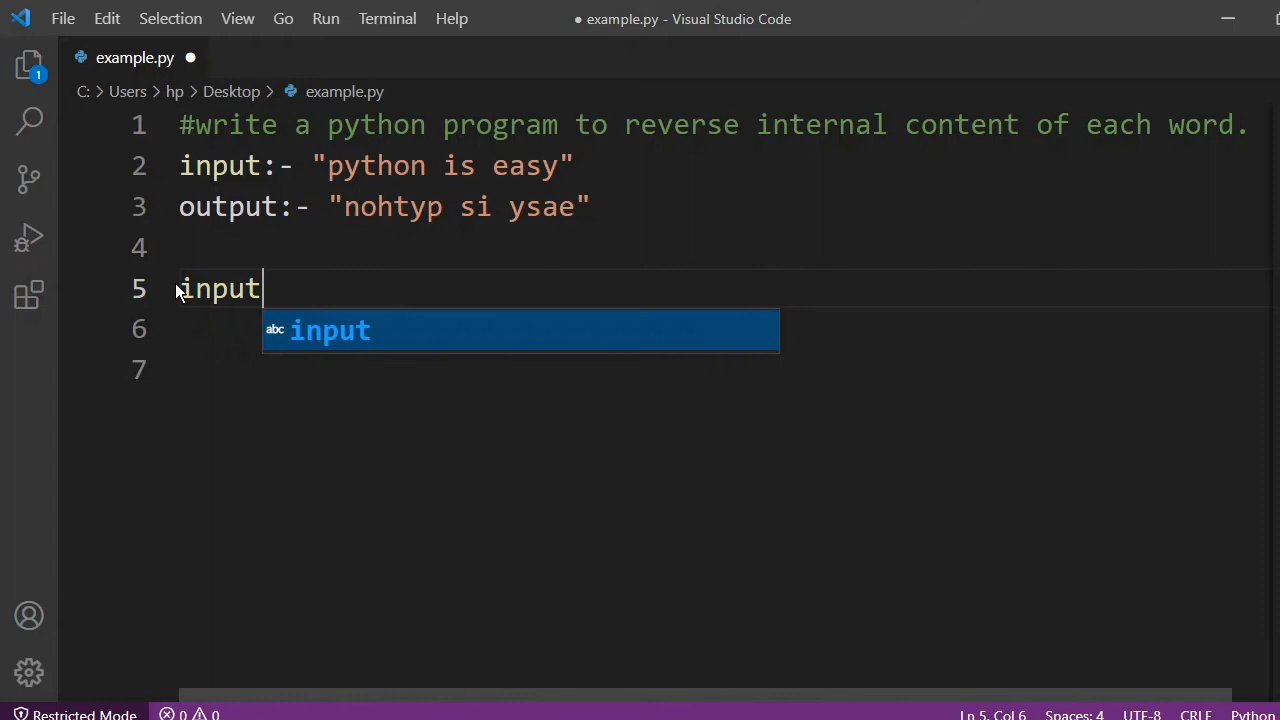 File Edit Selection View Go Run Terminal Help ● example.py - Visual Studio Code
example.py ●
1
C: > Users > hp > Desktop > example.py
1 #write a python program to reverse internal content of each word.
2 input:- "python is easy"
3 output:- "nohtyp si ysae"
4
5 input
6 abc input
7
Restricted Mode 0 0 Ln 5, Col 6 Spaces: 4 UTF-8 CRLF Python